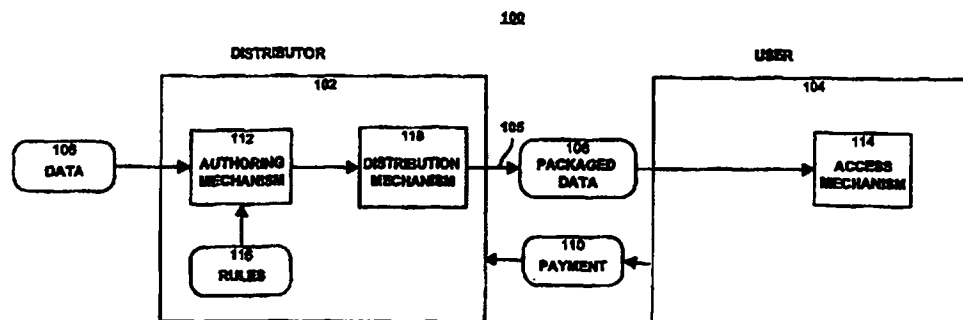 100
DISTRIBUTOR
USER
102
104
106
DATA
112
AUTHORING
MECHANISM
118
DISTRIBUTION
MECHANISM
105
108
PACKAGED
DATA
114
ACCESS
MECHANISM
116
RULES
110
PAYMENT